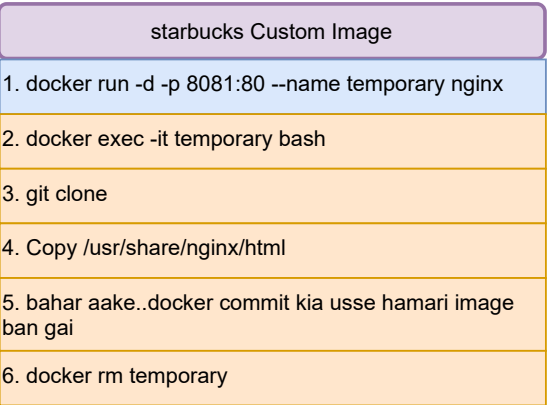 starbucks Custom Image
1. docker run -d -p 8081:80 --name temporary nginx
2. docker exec -it temporary bash
3. git clone
4. Copy /usr/share/nginx/html
5. bahar aake..docker commit kia usse hamari image
ban gai
6. docker rm temporary